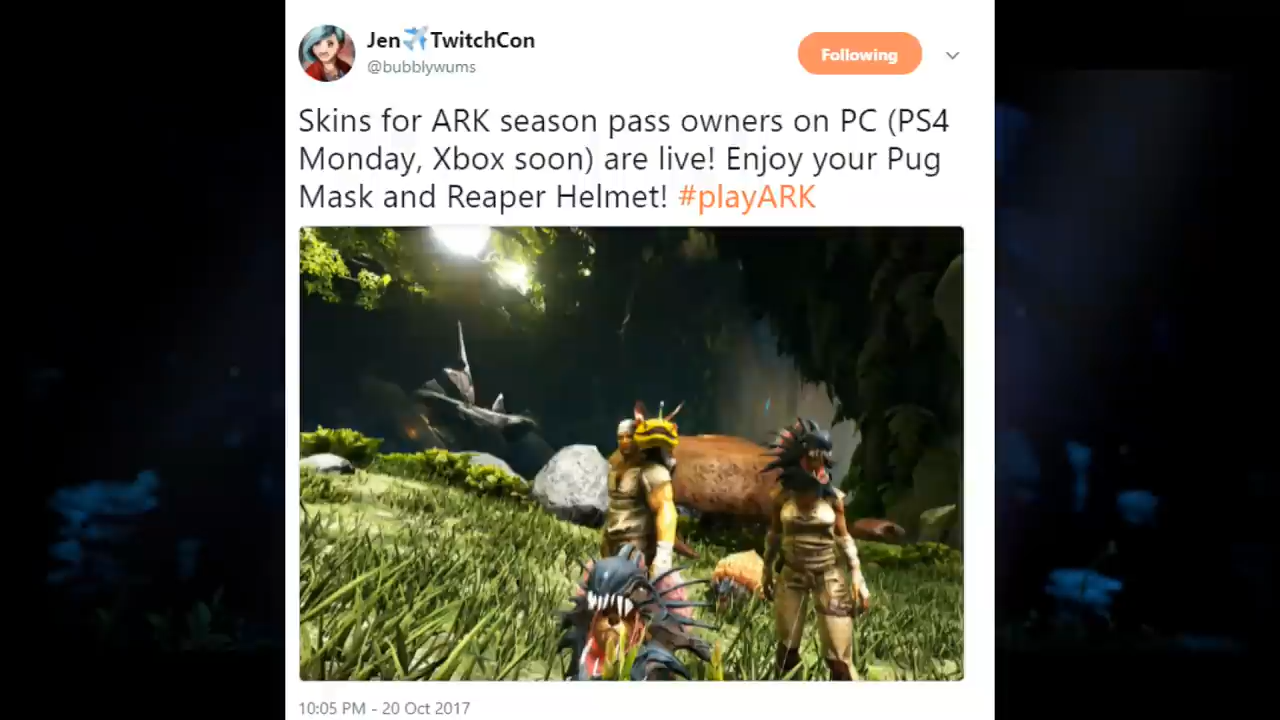 Jen✈️TwitchCon
@bubblywums
Following
Skins for ARK season pass owners on PC (PS4
Monday, Xbox soon) are live! Enjoy your Pug
Mask and Reaper Helmet! #playARK
10:05 PM - 20 Oct 2017